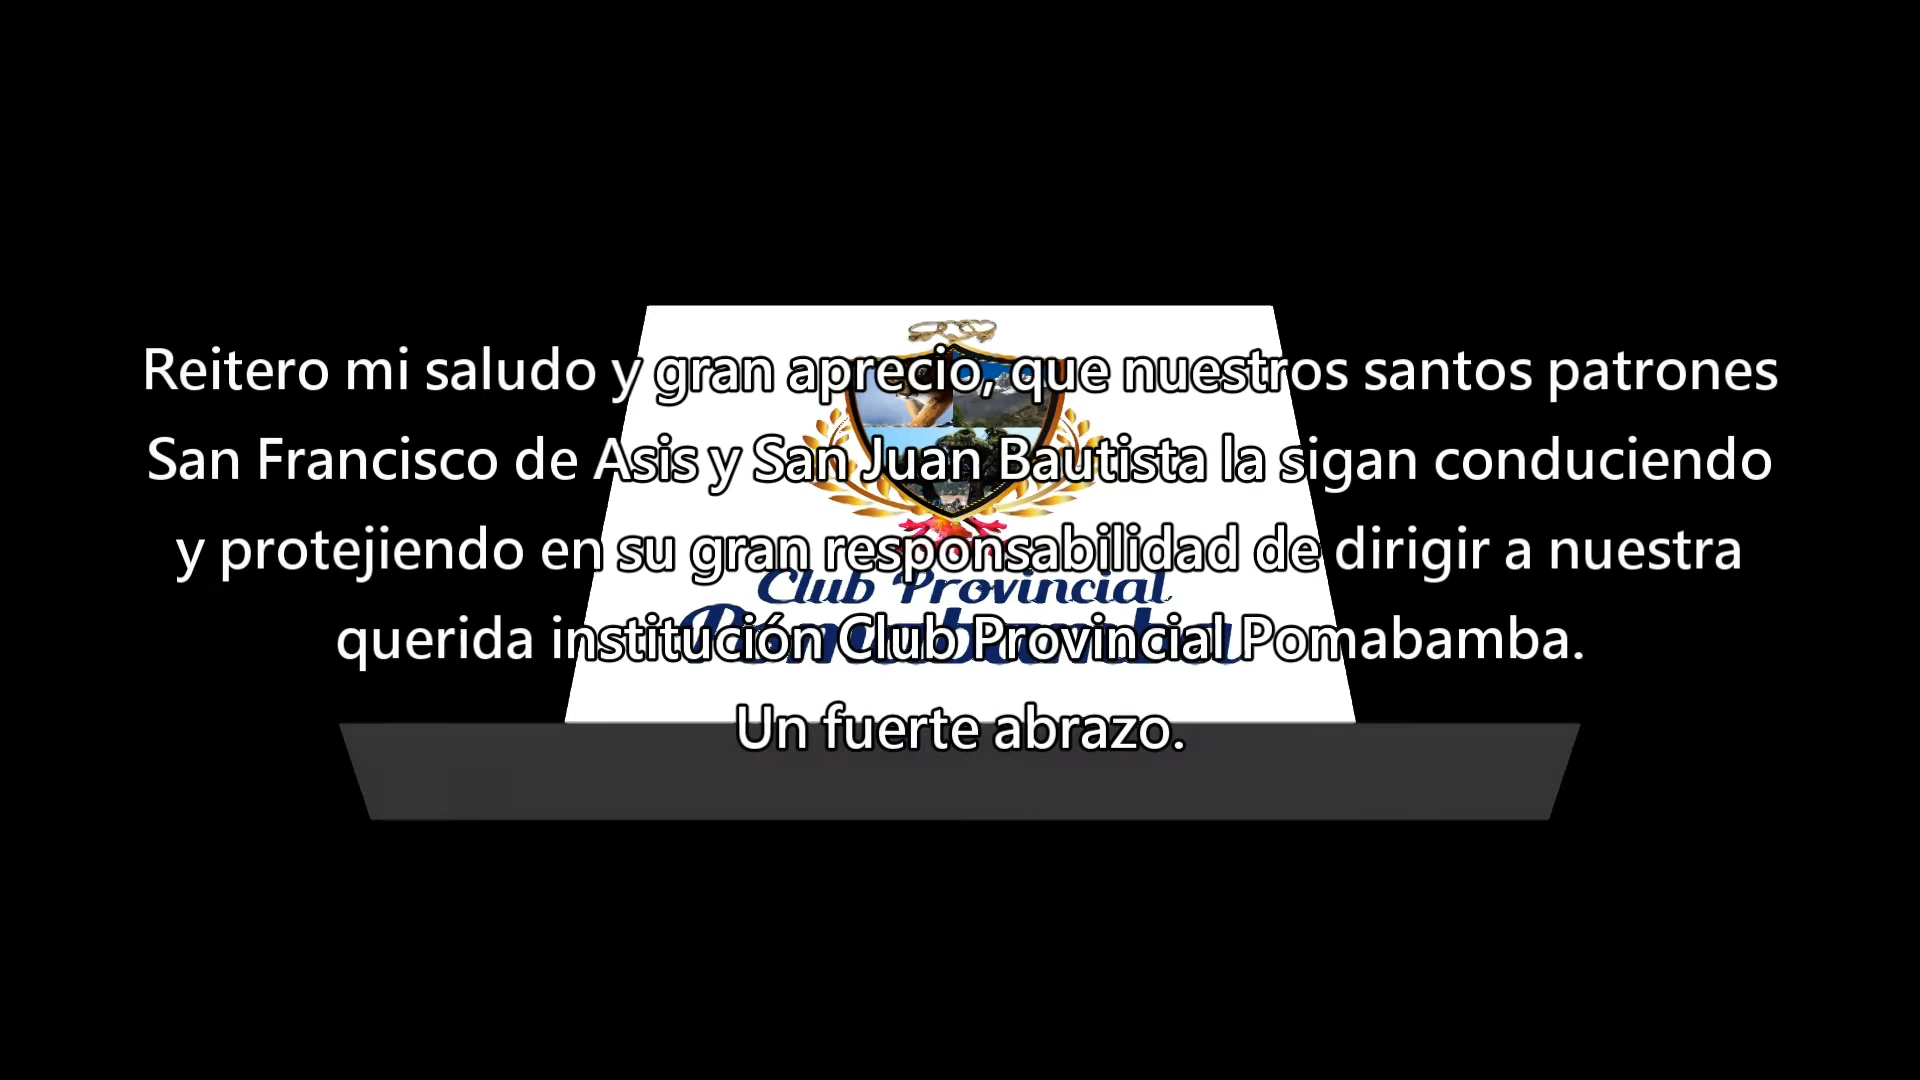 Reitero mi saludo y gran aprecio, que nuestros santos patrones
San Francisco de Asis y San Juan Bautista la sigan conduciendo
y protejiendo en su gran responsabilidad de dirigir a nuestra
Club Provincial
querida institución Club Provincial Pomabamba.
Pomabamba
Un fuerte abrazo.